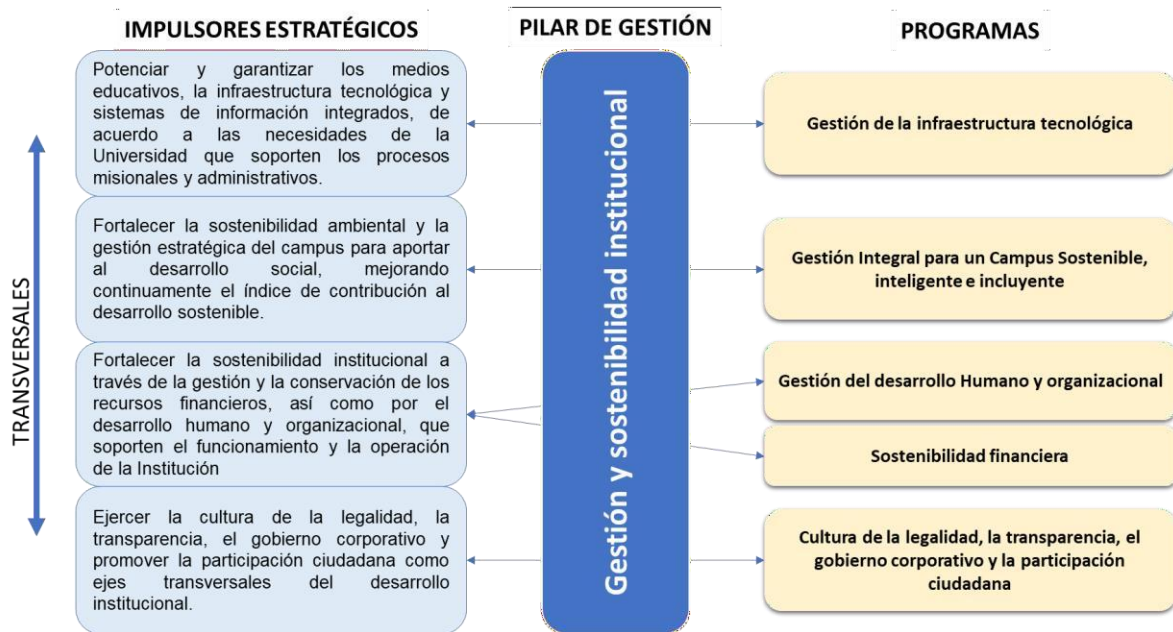 IMPULSORES ESTRATÉGICOS
PILAR DE GESTIÓN
PROGRAMAS
TRANSVERSALES
Potenciar y garantizar los medios
educativos, la infraestructura tecnológica y
sistemas de información integrados, de
acuerdo a las necesidades de la
Universidad que soporten los procesos
misionales y administrativos.
Fortalecer la sostenibilidad ambiental y la
gestión estratégica del campus para aportar
al desarrollo social, mejorando
continuamente el índice de contribución al
desarrollo sostenible.
Fortalecer la sostenibilidad institucional a
través de la gestión y la conservación de los
recursos financieros, así como por el
desarrollo humano y organizacional, que
soporten el funcionamiento y la operación
de la Institución
Ejercer la cultura de la legalidad, la
transparencia, el gobierno corporativo y
promover la participación ciudadana como
ejes transversales del desarrollo
institucional.
Gestión y sostenibilidad institucional
Gestión de la infraestructura tecnológica
Gestión Integral para un Campus Sostenible,
inteligente e incluyente
Gestión del desarrollo Humano y organizacional
Sostenibilidad financiera
Cultura de la legalidad, la transparencia, el
gobierno corporativo y la participación
ciudadana